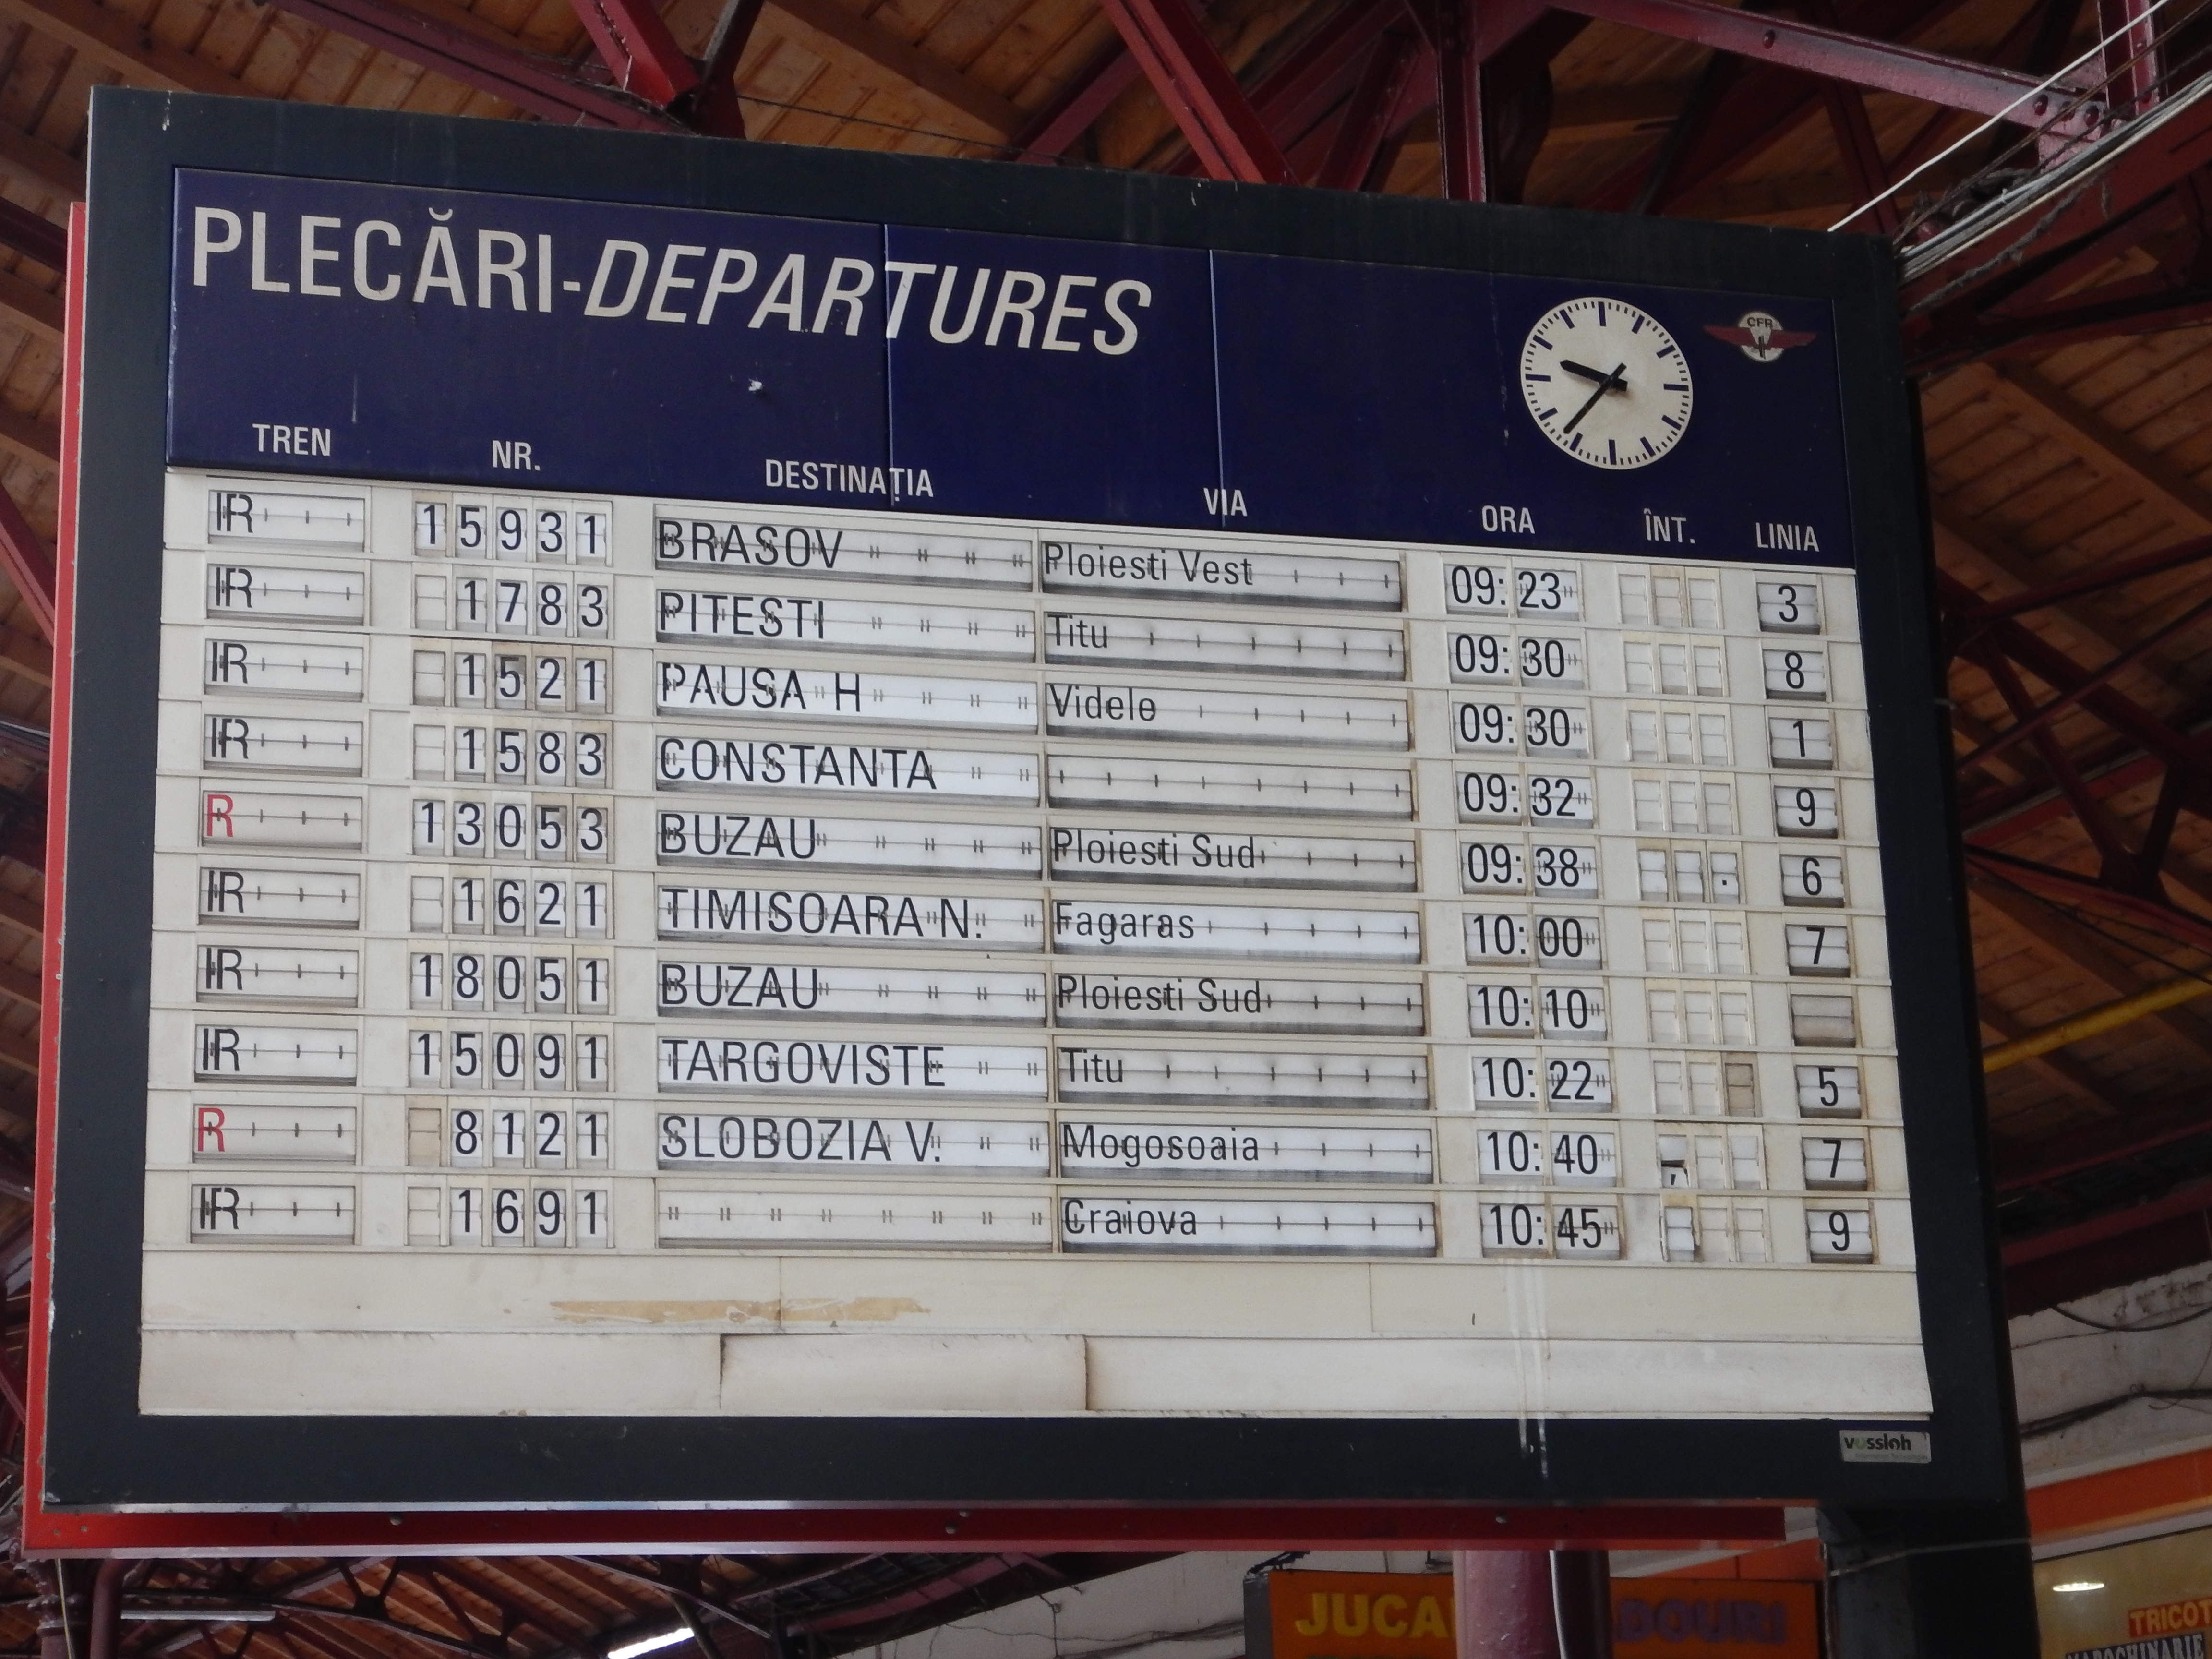 PLECĂRI-DEPARTURES
CFR
TREN NR. DESTINAȚIA VIA ORA ÎNT. LINIA
IR 15931 BRASOV Ploiesti Vest 09:23 3
IR 1783 PITESTI Titu 09:30 8
IR 1521 PAUSA H Videle 09:30 1
IR 1583 CONSTANTA 09:32 9
R 13053 BUZAU Ploiesti Sud 09:38 . 6
IR 1621 TIMISOARA N. Fagaras 10:00 7
IR 18051 BUZAU Ploiesti Sud 10:10
IR 15091 TARGOVISTE Titu 10:22 5
R 8121 SLOBOZIA V. Mogosoaia 10:40 , 7
IR 1691 Craiova 10:45 9
vossloh
JUCA DOURI
TRICOT